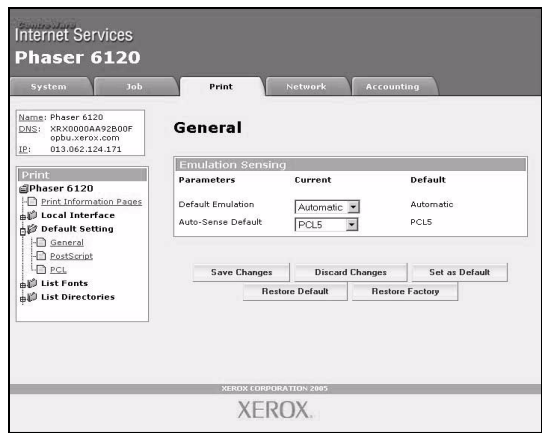 CentreWare
Internet Services
Phaser 6120
System Job Print Network Accounting
Name: Phaser 6120
DNS: XRX0000AA92B00F
opbu.xerox.com
IP: 013.062.124.171
Print
Phaser 6120
Print Information Pages
Local Interface
Default Setting
General
PostScript
PCL
List Fonts
List Directories
General
Emulation Sensing
Parameters Current Default
Default Emulation Automatic Automatic
Auto-Sense Default PCL5 PCL5
Save Changes Discard Changes Set as Default
Restore Default Restore Factory
XEROX CORPORATION 2005
XEROX.